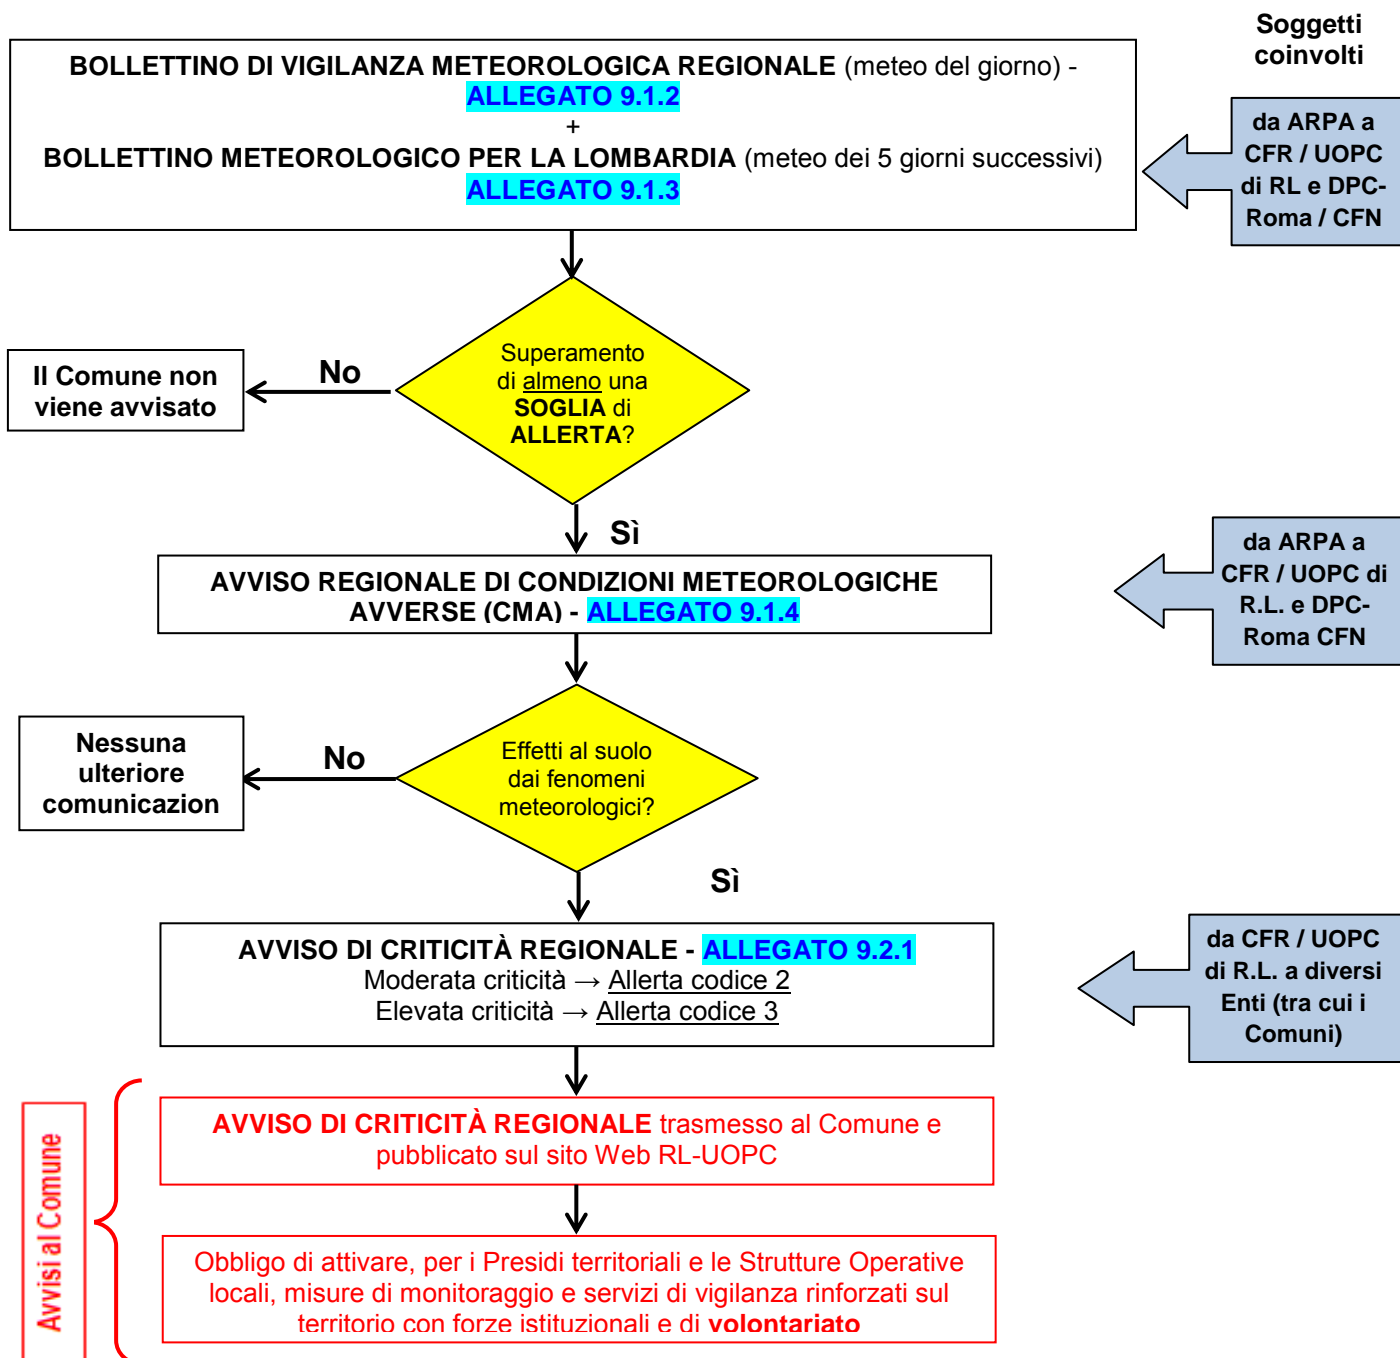 Soggetti
coinvolti
BOLLETTINO DI VIGILANZA METEOROLOGICA REGIONALE (meteo del giorno) -
ALLEGATO 9.1.2
+
BOLLETTINO METEOROLOGICO PER LA LOMBARDIA (meteo dei 5 giorni successivi)
ALLEGATO 9.1.3
da ARPA a
CFR / UOPC
di RL e DPC-
Roma / CFN
Superamento
di almeno una
SOGLIA di
ALLERTA?
No
Il Comune non
viene avvisato
Sì
AVVISO REGIONALE DI CONDIZIONI METEOROLOGICHE
AVVERSE (CMA) - ALLEGATO 9.1.4
da ARPA a
CFR / UOPC di
R.L. e DPC-
Roma CFN
Effetti al suolo
dai fenomeni
meteorologici?
No
Nessuna
ulteriore
comunicazion
Sì
AVVISO DI CRITICITÀ REGIONALE - ALLEGATO 9.2.1
Moderata criticità → Allerta codice 2
Elevata criticità → Allerta codice 3
da CFR / UOPC
di R.L. a diversi
Enti (tra cui i
Comuni)
Avvisi al Comune
AVVISO DI CRITICITÀ REGIONALE trasmesso al Comune e
pubblicato sul sito Web RL-UOPC
Obbligo di attivare, per i Presidi territoriali e le Strutture Operative
locali, misure di monitoraggio e servizi di vigilanza rinforzati sul
territorio con forze istituzionali e di volontariato